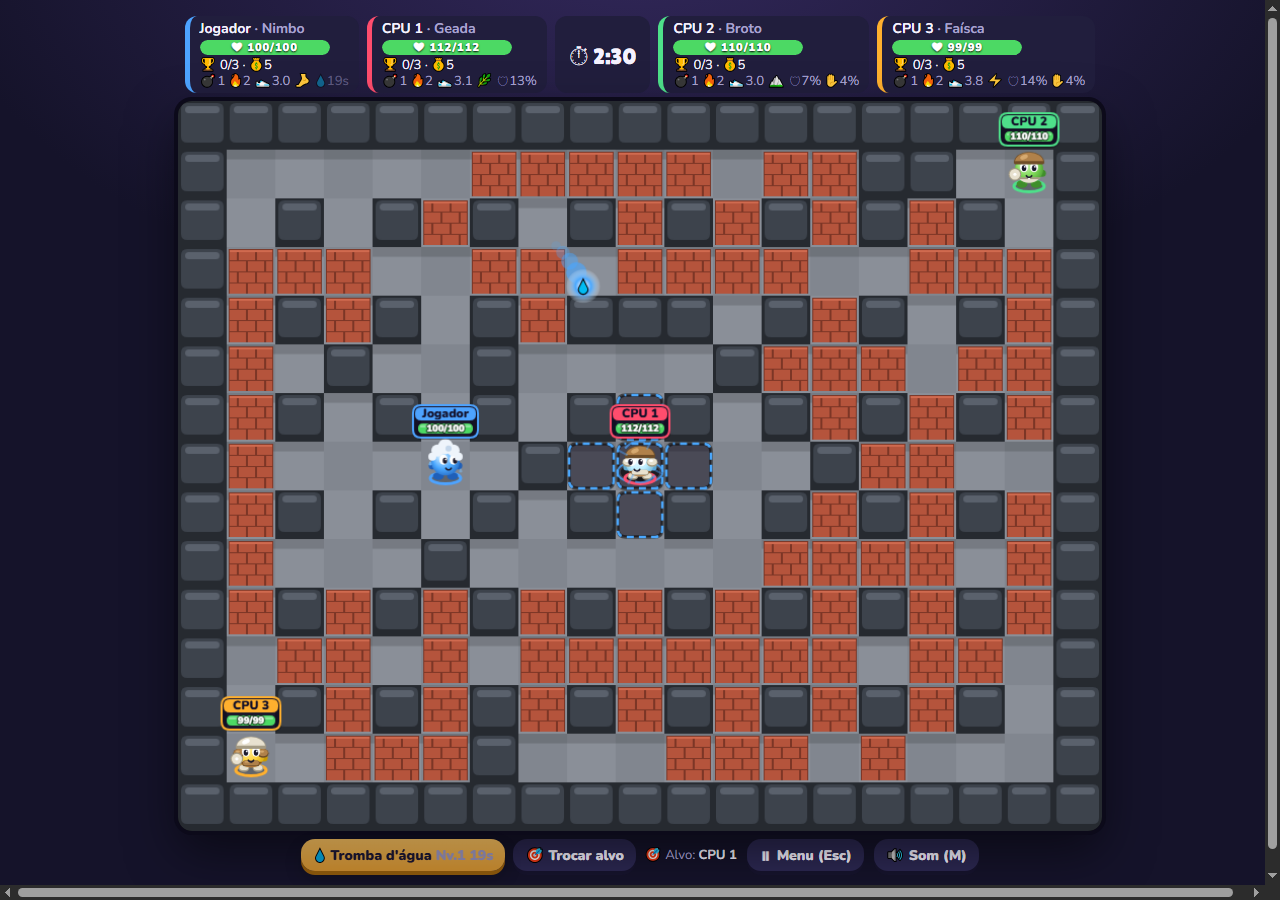 Jogador · Nimbo
100/100
0/3 · 5
1 2 3.0 19s
CPU 1 · Geada
112/112
0/3 · 5
1 2 3.1 13%
2:30
CPU 2 · Broto
110/110
0/3 · 5
1 2 3.0 7% 4%
CPU 3 · Faísca
99/99
0/3 · 5
1 2 3.8 14% 4%
CPU 2
110/110
Jogador
100/100
CPU 1
112/112
CPU 3
99/99
Tromba d'água Nv.1 19s
Trocar alvo
Alvo: CPU 1
Menu (Esc)
Som (M)